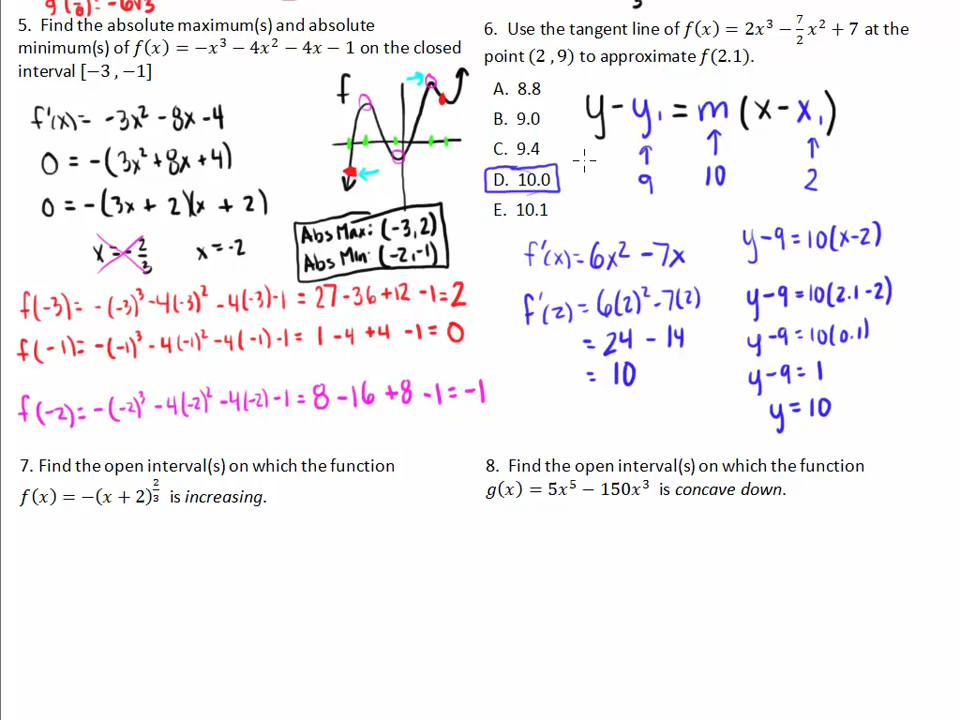 g(π/6) = -6√3
3
5. Find the absolute maximum(s) and absolute
minimum(s) of f(x) = −x³ − 4x² − 4x − 1 on the closed
interval [−3 , −1]
f'(x) = -3x² - 8x - 4
0 = -(3x² + 8x + 4)
0 = -(3x + 2)(x + 2)
x = -2/3
x = -2
f
Abs Max: (-3, 2)
Abs Min: (-2, -1)
f(-3) = -(-3)³ - 4(-3)² - 4(-3) - 1 = 27 - 36 + 12 - 1 = 2
f(-1) = -(-1)³ - 4(-1)² - 4(-1) - 1 = 1 - 4 + 4 - 1 = 0
f(-2) = -(-2)³ - 4(-2)² - 4(-2) - 1 = 8 - 16 + 8 - 1 = -1
6. Use the tangent line of f(x) = 2x³ − 7/2 x² + 7 at the
point (2 , 9) to approximate f(2.1).
A. 8.8
B. 9.0
C. 9.4
D. 10.0
E. 10.1
y - y₁ = m (x - x₁)
↑ ↑ ↑
9 10 2
f'(x) = 6x² - 7x
f'(2) = 6(2)² - 7(2)
= 24 - 14
= 10
y - 9 = 10(x - 2)
y - 9 = 10(2.1 - 2)
y - 9 = 10(0.1)
y - 9 = 1
y = 10
7. Find the open interval(s) on which the function
f(x) = −(x + 2)^(2/3) is increasing.
8. Find the open interval(s) on which the function
g(x) = 5x⁵ − 150x³ is concave down.